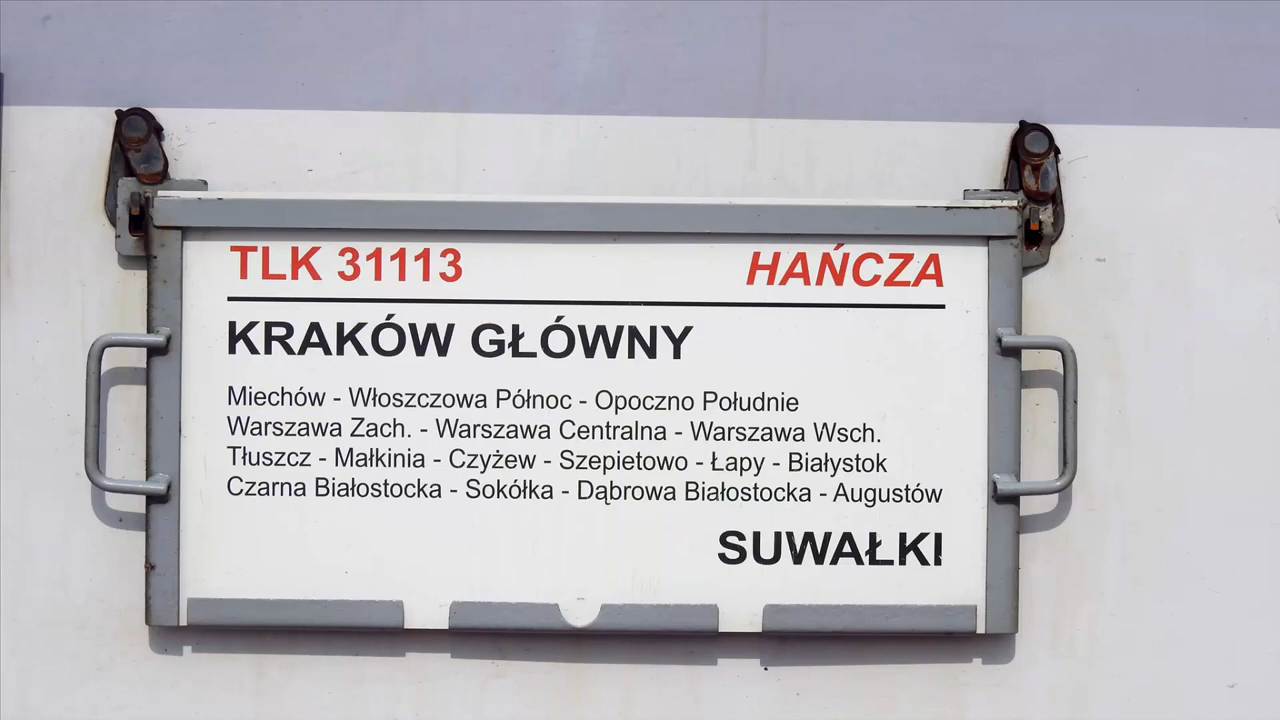 TLK 31113 HAŃCZA
KRAKÓW GŁÓWNY
Miechów - Włoszczowa Północ - Opoczno Południe
Warszawa Zach. - Warszawa Centralna - Warszawa Wsch.
Tłuszcz - Małkinia - Czyżew - Szepietowo - Łapy - Białystok
Czarna Białostocka - Sokółka - Dąbrowa Białostocka - Augustów
SUWAŁKI